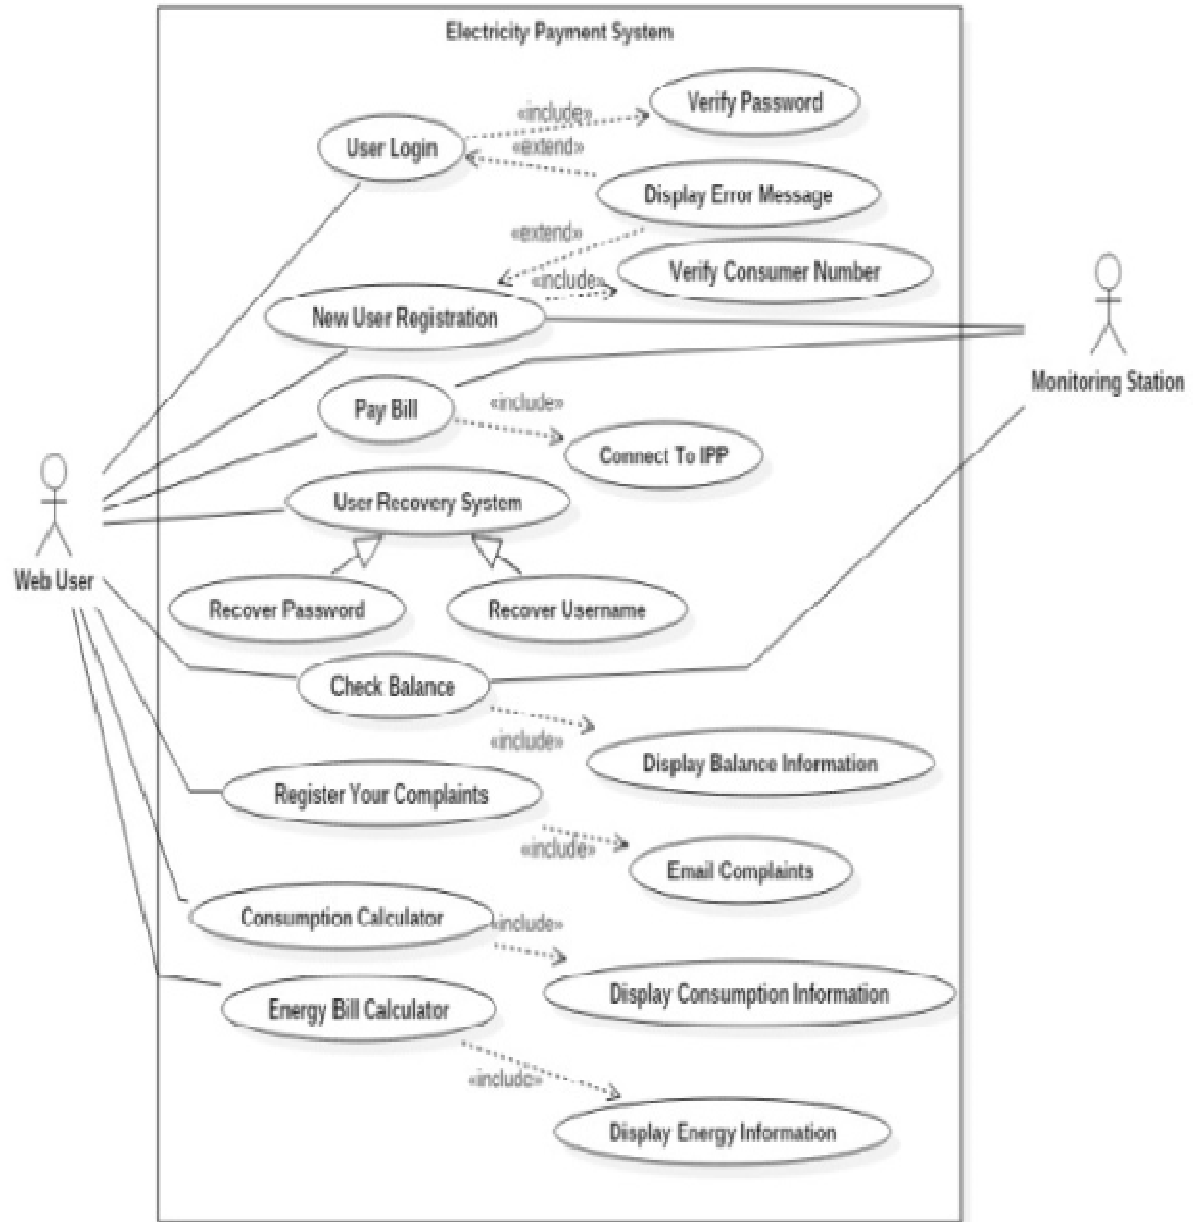 Electricity Payment System
«include»
Verify Password
User Login
«extend»
Display Error Message
«extend»
Verify Consumer Number
«include»
New User Registration
Monitoring Station
Pay Bill
«include»
Connect To IPP
User Recovery System
Web User
Recover Password
Recover Username
Check Balance
«include»
Display Balance Information
Register Your Complaints
«include»
Email Complaints
Consumption Calculator
«include»
Display Consumption Information
Energy Bill Calculator
«include»
Display Energy Information